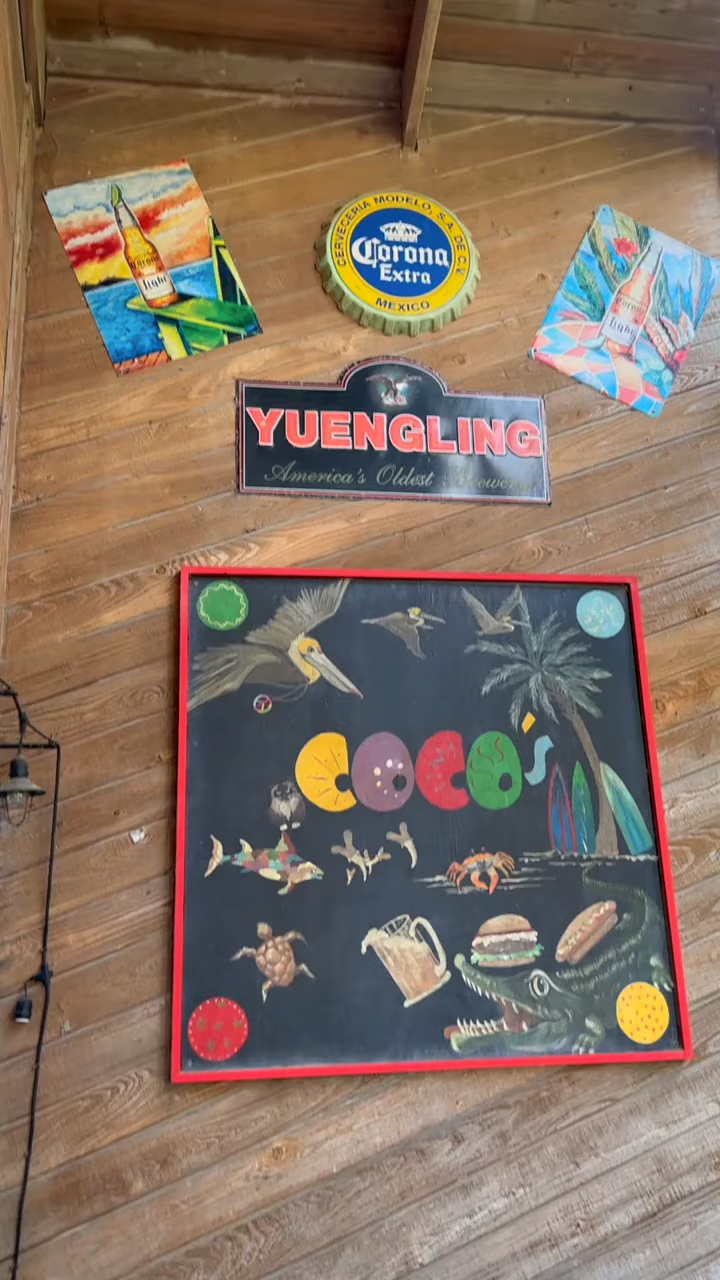 CERVECERIA MODELO, S.A. DE C.V.
Corona
Extra
MEXICO
Corona
light
Corona
light
YUENGLING
America's Oldest Brewery
COCO'S